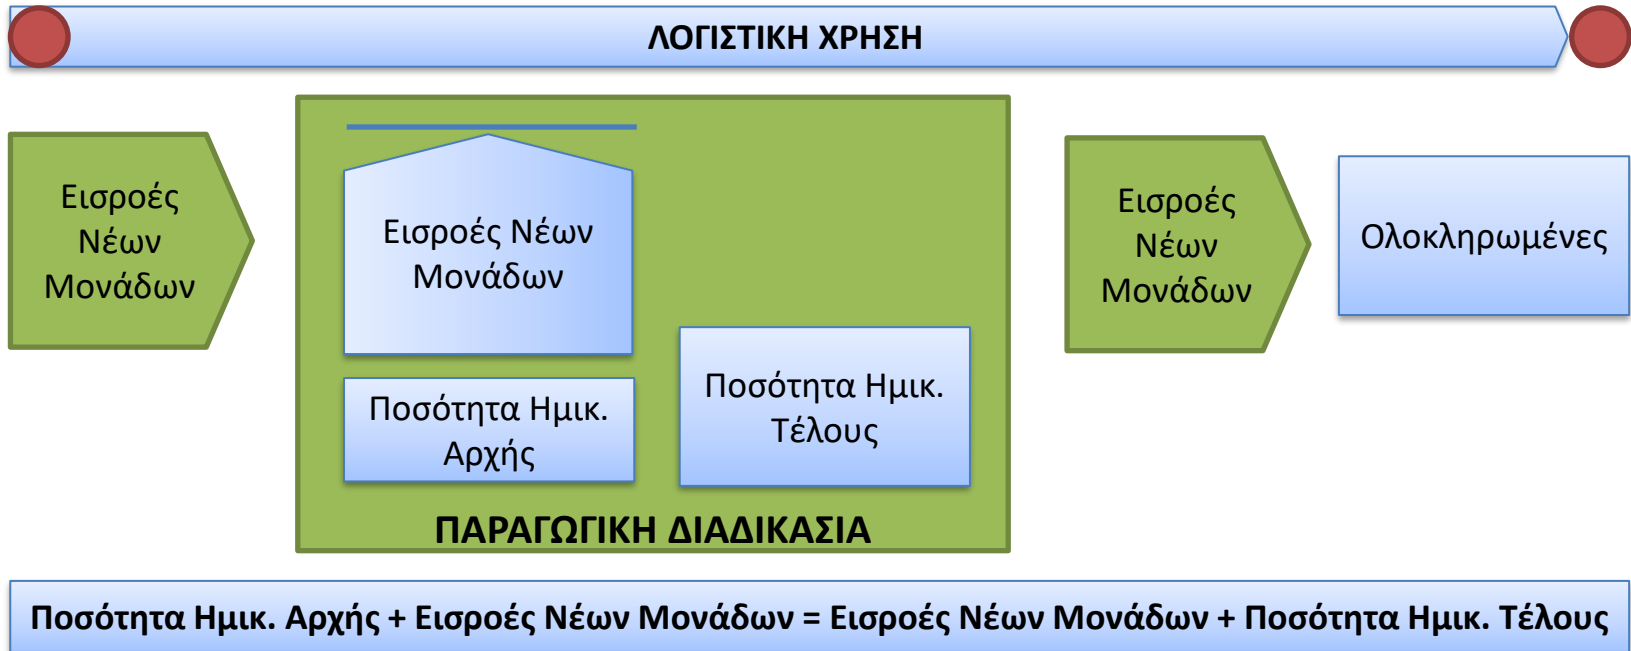 ΛΟΓΙΣΤΙΚΗ ΧΡΗΣΗ
Εισροές
Νέων
Μονάδων
Εισροές Νέων
Μονάδων
Ποσότητα Ημικ.
Αρχής
Ποσότητα Ημικ.
Τέλους
ΠΑΡΑΓΩΓΙΚΗ ΔΙΑΔΙΚΑΣΙΑ
Εισροές
Νέων
Μονάδων
Ολοκληρωμένες
Ποσότητα Ημικ. Αρχής + Εισροές Νέων Μονάδων = Εισροές Νέων Μονάδων + Ποσότητα Ημικ. Τέλους